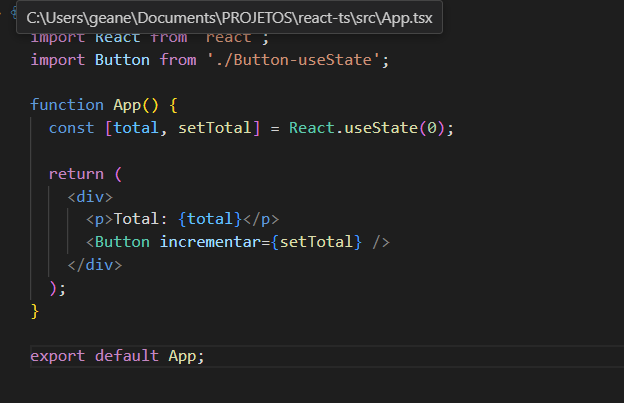 C:\Users\geane\Documents\PROJETOS\react-ts\src\App.tsx
import React from 'react';
import Button from './Button-useState';
function App() {
const [total, setTotal] = React.useState(0);
return (
<div>
<p>Total: {total}</p>
<Button incrementar={setTotal} />
</div>
);
}
export default App;